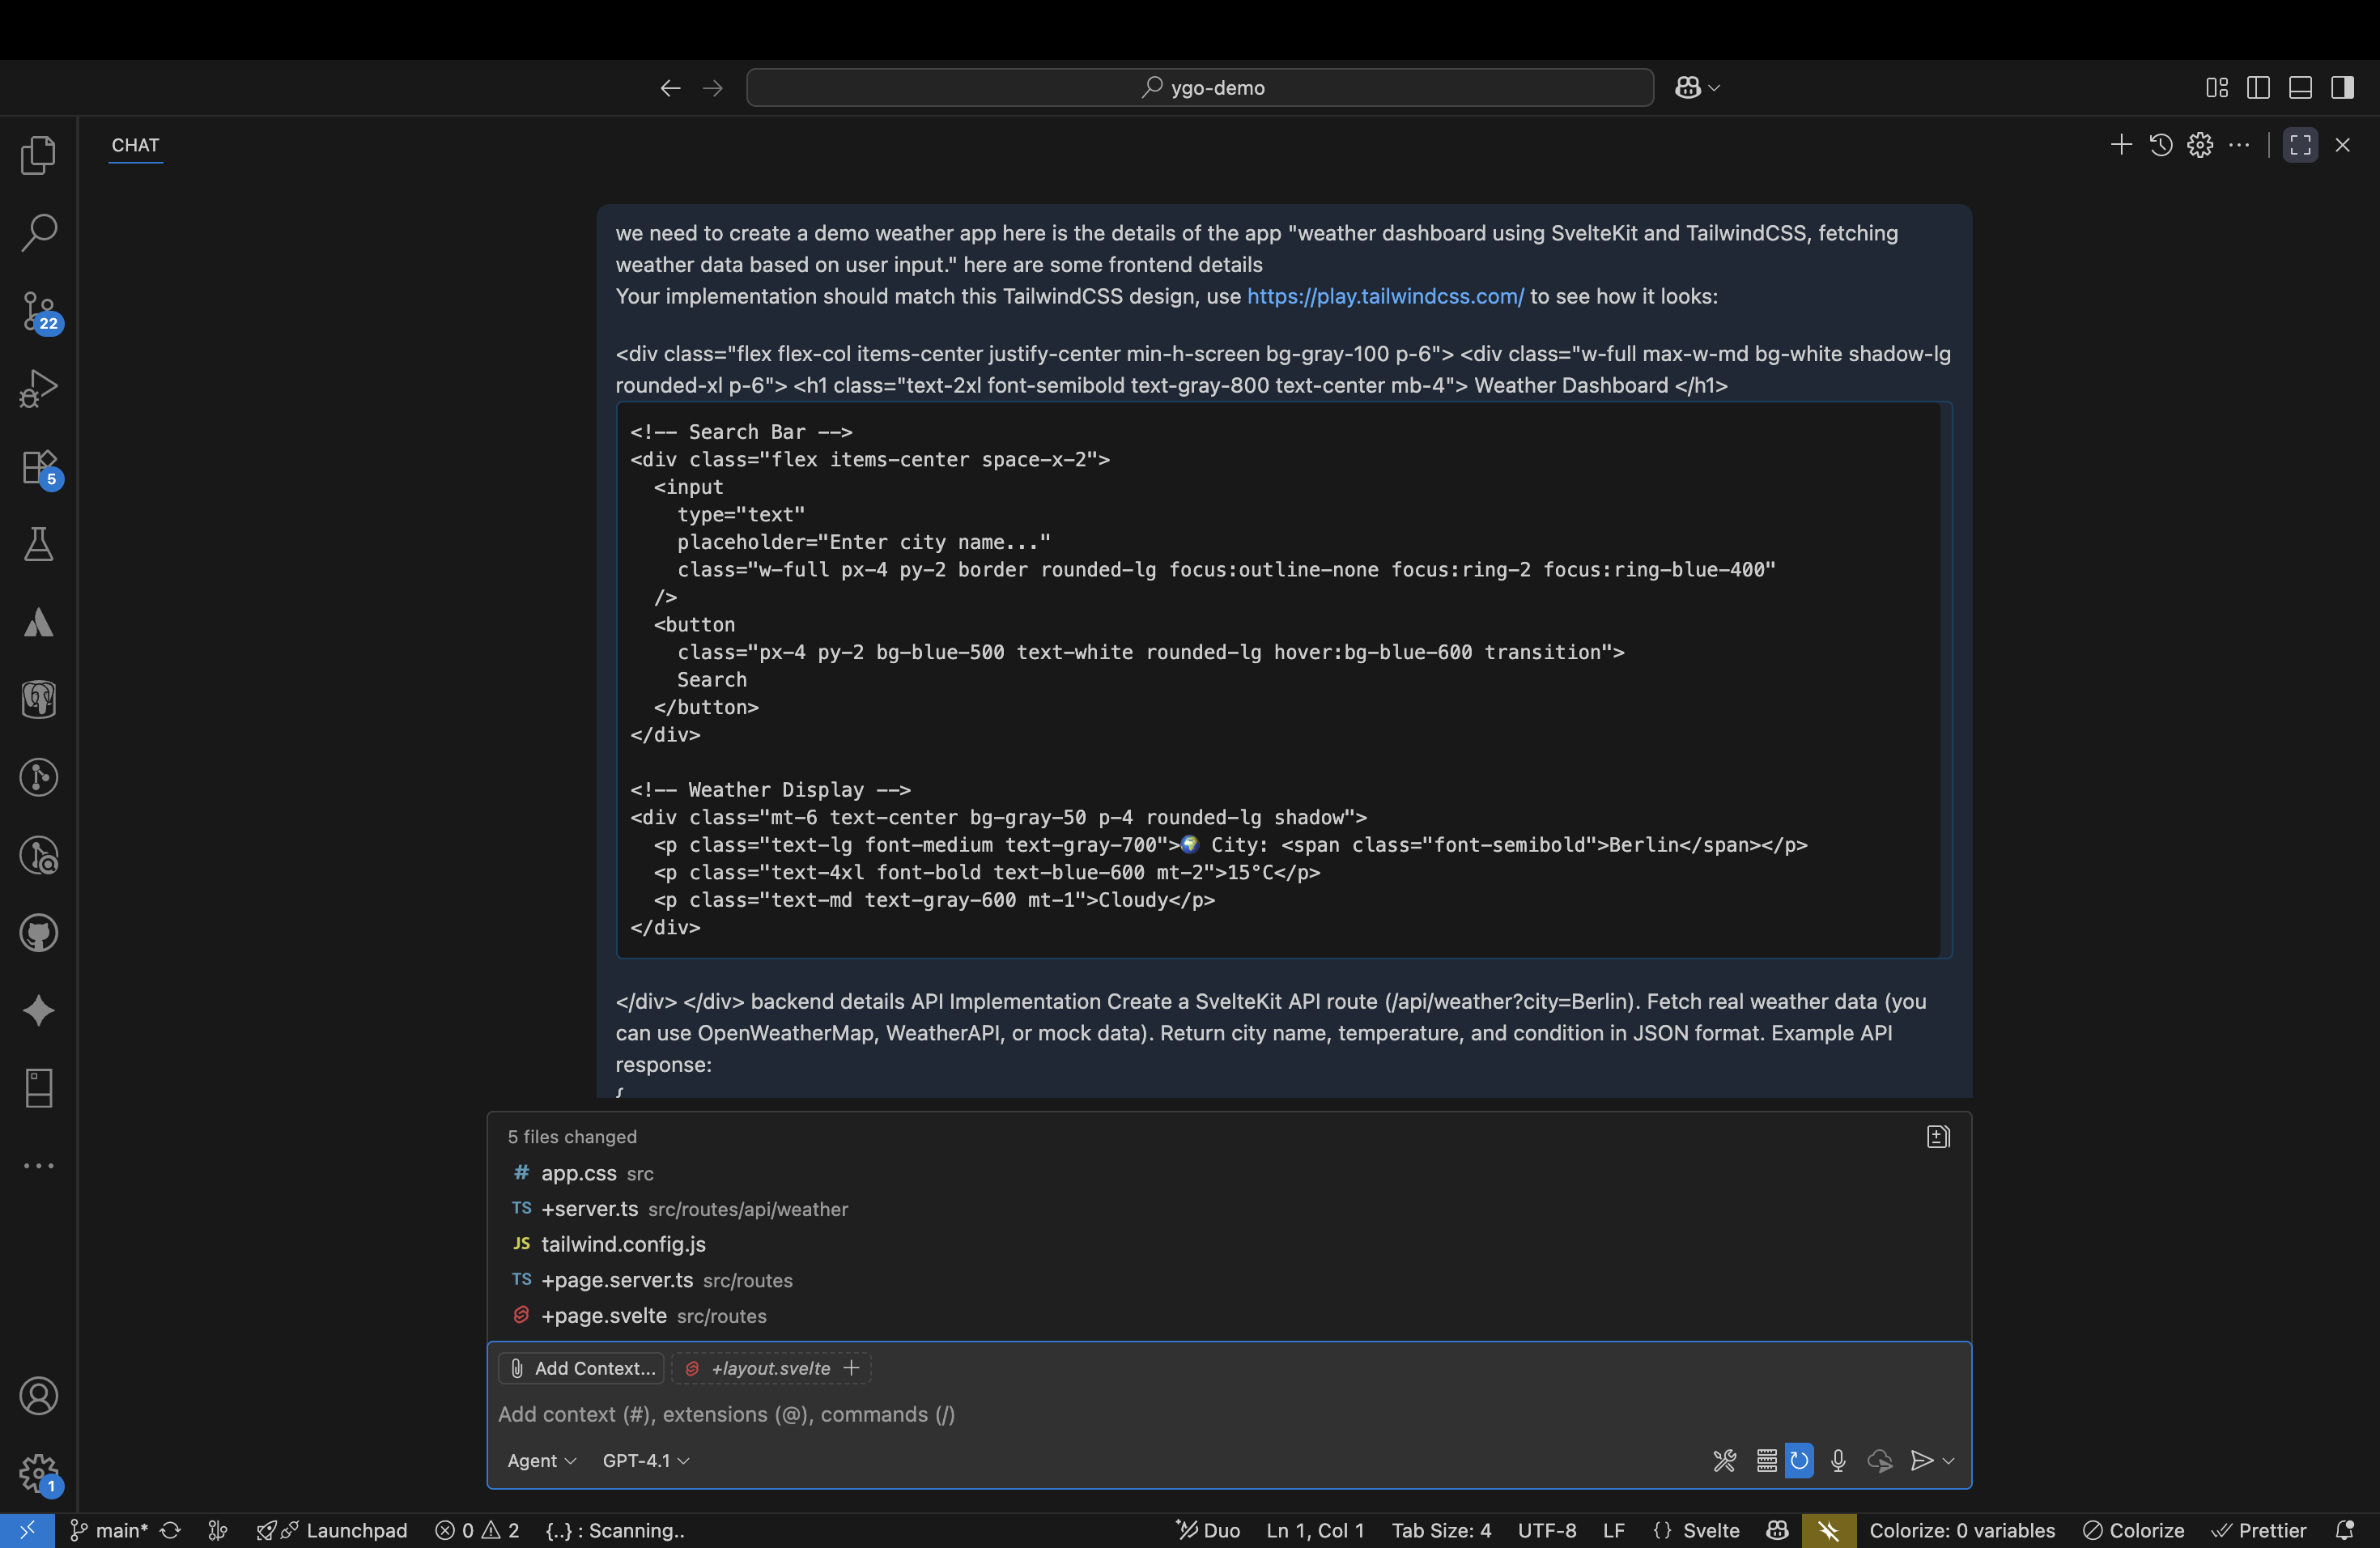 ygo-demo
CHAT
we need to create a demo weather app here is the details of the app "weather dashboard using SvelteKit and TailwindCSS, fetching
weather data based on user input." here are some frontend details
Your implementation should match this TailwindCSS design, use https://play.tailwindcss.com/ to see how it looks:
<div class="flex flex-col items-center justify-center min-h-screen bg-gray-100 p-6"> <div class="w-full max-w-md bg-white shadow-lg
rounded-xl p-6"> <h1 class="text-2xl font-semibold text-gray-800 text-center mb-4"> Weather Dashboard </h1>
<!-- Search Bar -->
<div class="flex items-center space-x-2">
  <input
    type="text"
    placeholder="Enter city name..."
    class="w-full px-4 py-2 border rounded-lg focus:outline-none focus:ring-2 focus:ring-blue-400"
  />
  <button
    class="px-4 py-2 bg-blue-500 text-white rounded-lg hover:bg-blue-600 transition">
    Search
  </button>
</div>
<!-- Weather Display -->
<div class="mt-6 text-center bg-gray-50 p-4 rounded-lg shadow">
  <p class="text-lg font-medium text-gray-700">🌍 City: <span class="font-semibold">Berlin</span></p>
  <p class="text-4xl font-bold text-blue-600 mt-2">15°C</p>
  <p class="text-md text-gray-600 mt-1">Cloudy</p>
</div>
</div> </div> backend details API Implementation Create a SvelteKit API route (/api/weather?city=Berlin). Fetch real weather data (you
can use OpenWeatherMap, WeatherAPI, or mock data). Return city name, temperature, and condition in JSON format. Example API
response:
{
5 files changed
# app.css src
TS +server.ts src/routes/api/weather
JS tailwind.config.js
TS +page.server.ts src/routes
+page.svelte src/routes
Add Context... +layout.svelte +
Add context (#), extensions (@), commands (/)
Agent GPT-4.1
22
5
1
main* Launchpad 0 2 {..} : Scanning.. Duo Ln 1, Col 1 Tab Size: 4 UTF-8 LF {} Svelte Colorize: 0 variables Colorize Prettier